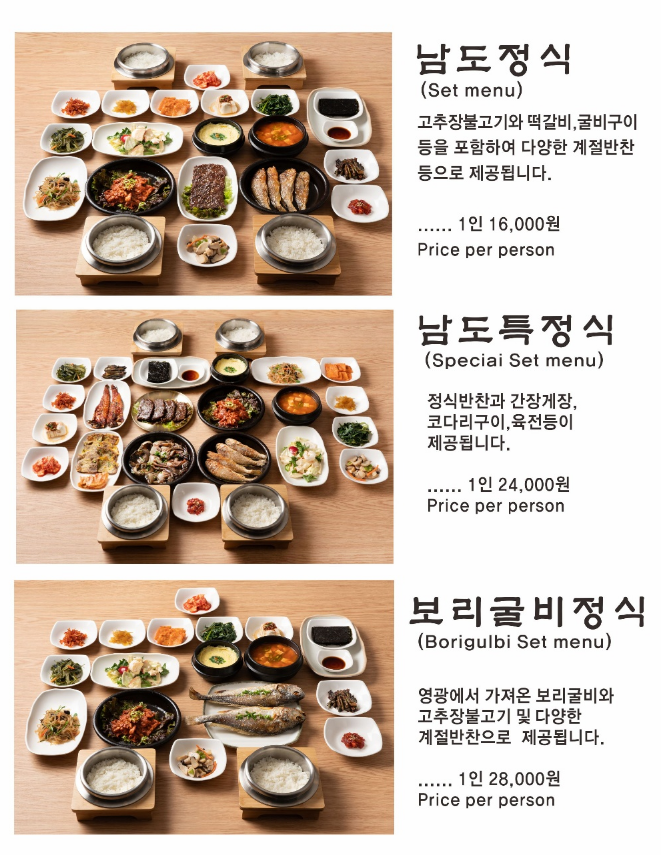 남도정식
(Set menu)
고추장불고기와 떡갈비,굴비구이
등을 포함하여 다양한 계절반찬
등으로 제공됩니다.
...... 1인 16,000원
Price per person
남도특정식
(Speciai Set menu)
정식반찬과 간장게장,
코다리구이,육전등이
제공됩니다.
...... 1인 24,000원
Price per person
보리굴비정식
(Borigulbi Set menu)
영광에서 가져온 보리굴비와
고추장불고기 및 다양한
계절반찬으로 제공됩니다.
...... 1인 28,000원
Price per person